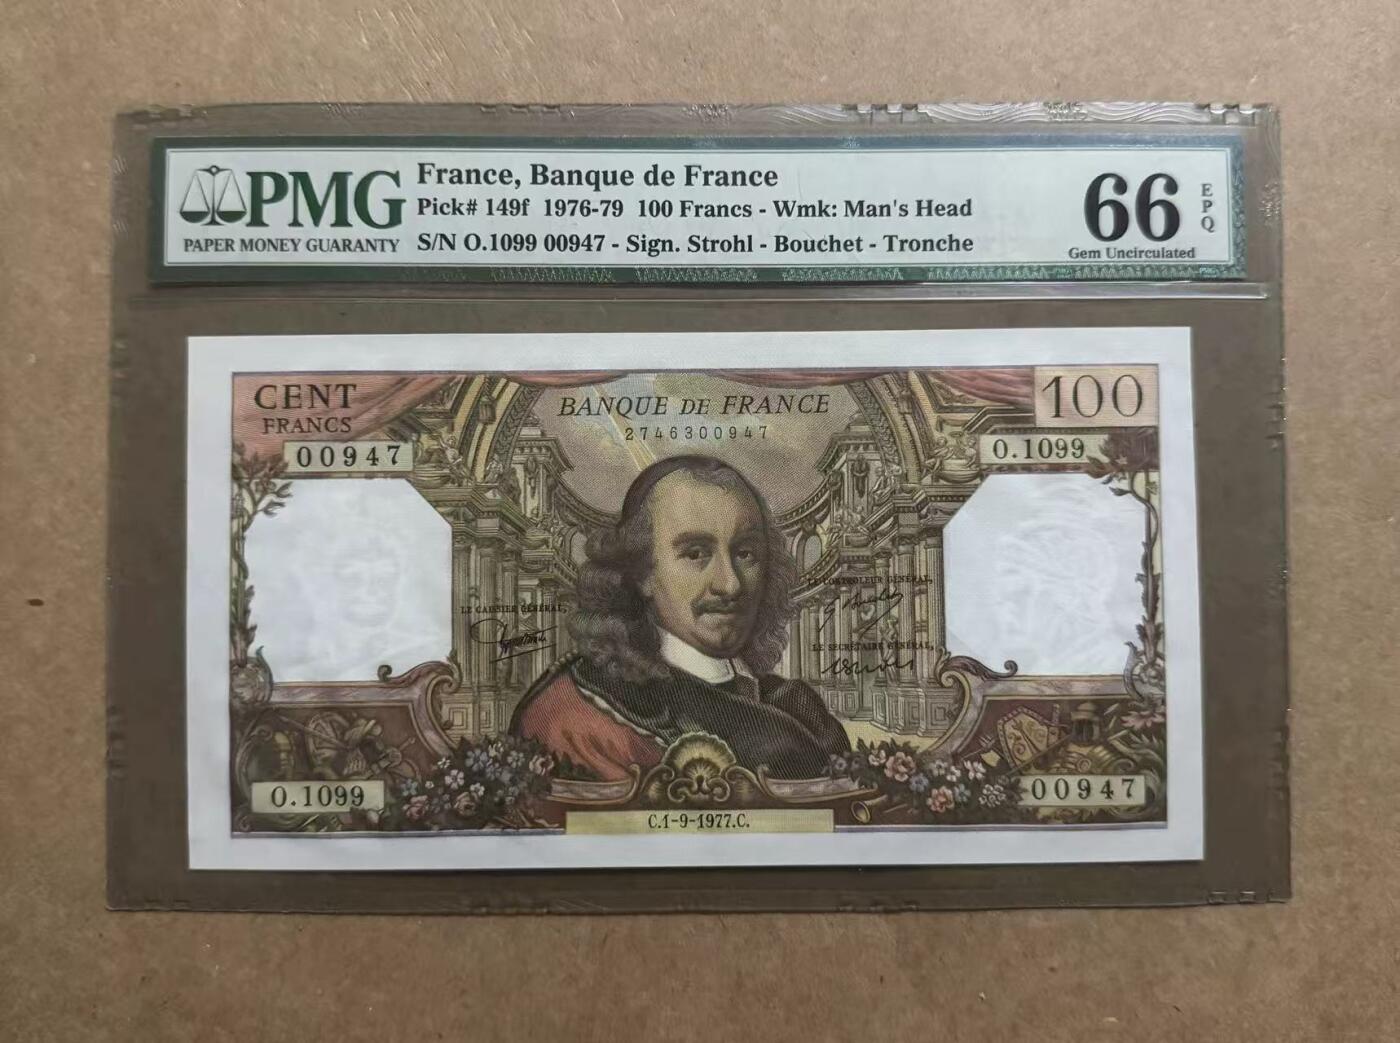 PMG
PAPER MONEY GUARANTY
France, Banque de France
Pick# 149f 1976-79 100 Francs - Wmk: Man's Head
S/N O.1099 00947 - Sign. Strohl - Bouchet - Tronche
66
EPQ
Gem Uncirculated
CENT
FRANCS
BANQUE DE FRANCE
100
2746300947
00947
O.1099
LE CONTROLEUR GÉNÉRAL,
LE CAISSIER GÉNÉRAL,
LE SECRÉTAIRE GÉNÉRAL,
O.1099
00947
C.1-9-1977.C.